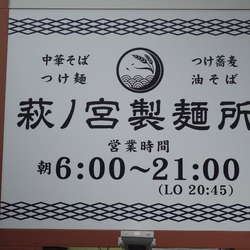 中華そば
つけ麺
つけ蕎麦
油そば
萩ノ宮製麺所
営業時間
朝6:00～21:00
(LO 20:45)